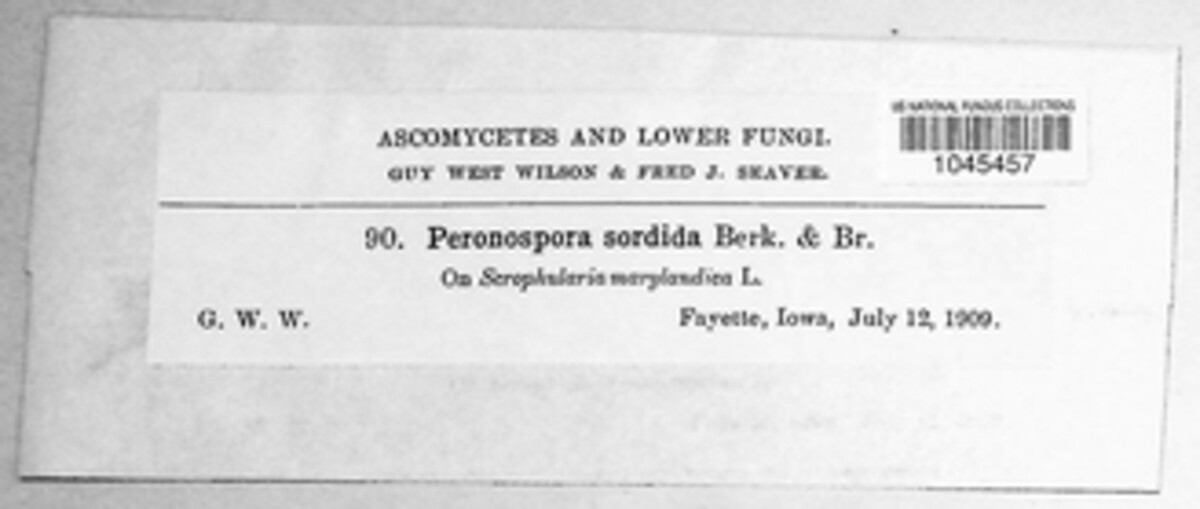 ASCOMYCETES AND LOWER FUNGI.
GUY WEST WILSON & FRED J. SEAVER.
US NATIONAL FUNGUS COLLECTIONS
1045457
90. Peronospora sordida Berk. & Br.
On Scrophularia marylandica L.
G. W. W.
Fayette, Iowa, July 12, 1909.